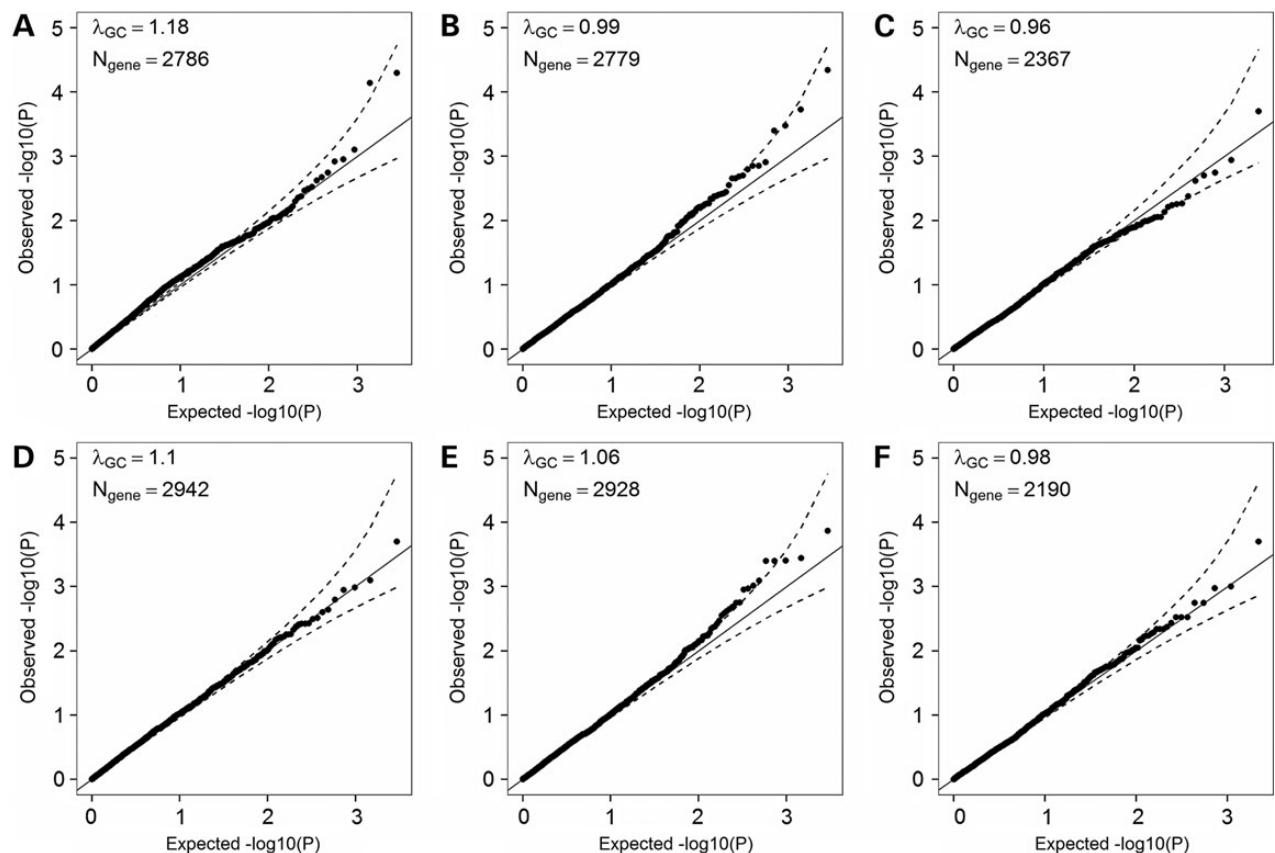 A
λGC = 1.18
Ngene = 2786
5
4
3
2
1
0
Observed -log10(P)
0 1 2 3
Expected -log10(P)
B
λGC = 0.99
Ngene = 2779
5
4
3
2
1
0
Observed -log10(P)
0 1 2 3
Expected -log10(P)
C
λGC = 0.96
Ngene = 2367
5
4
3
2
1
0
Observed -log10(P)
0 1 2 3
Expected -log10(P)
D
λGC = 1.1
Ngene = 2942
5
4
3
2
1
0
Observed -log10(P)
0 1 2 3
Expected -log10(P)
E
λGC = 1.06
Ngene = 2928
5
4
3
2
1
0
Observed -log10(P)
0 1 2 3
Expected -log10(P)
F
λGC = 0.98
Ngene = 2190
5
4
3
2
1
0
Observed -log10(P)
0 1 2 3
Expected -log10(P)